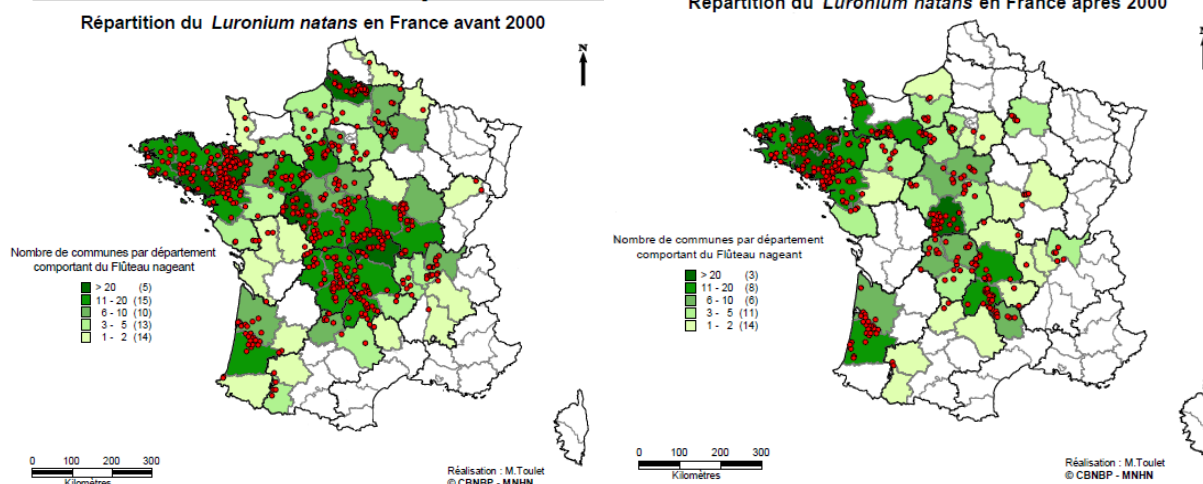 Répartition du Luronium natans en France avant 2000
N
Nombre de communes par département
comportant du Flûteau nageant
> 20 (5)
11 - 20 (15)
6 - 10 (10)
3 - 5 (13)
1 - 2 (14)
0 100 200 300
Kilomètres
Réalisation : M.Toulet
© CBNBP - MNHN
Répartition du Luronium natans en France après 2000
N
Nombre de communes par département
comportant du Flûteau nageant
> 20 (3)
11 - 20 (8)
6 - 10 (6)
3 - 5 (11)
1 - 2 (14)
0 100 200 300
Kilomètres
Réalisation : M.Toulet
© CBNBP - MNHN